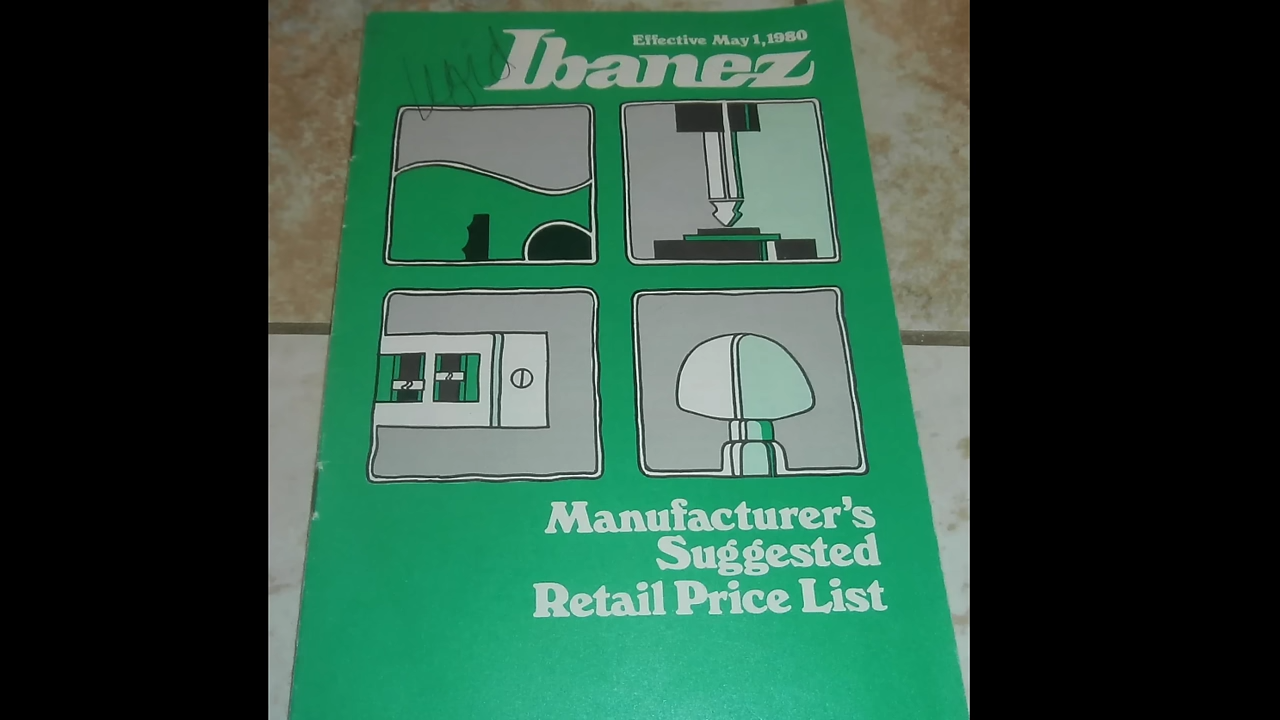 Effective May 1, 1980
Ibanez
Manufacturer's
Suggested
Retail Price List